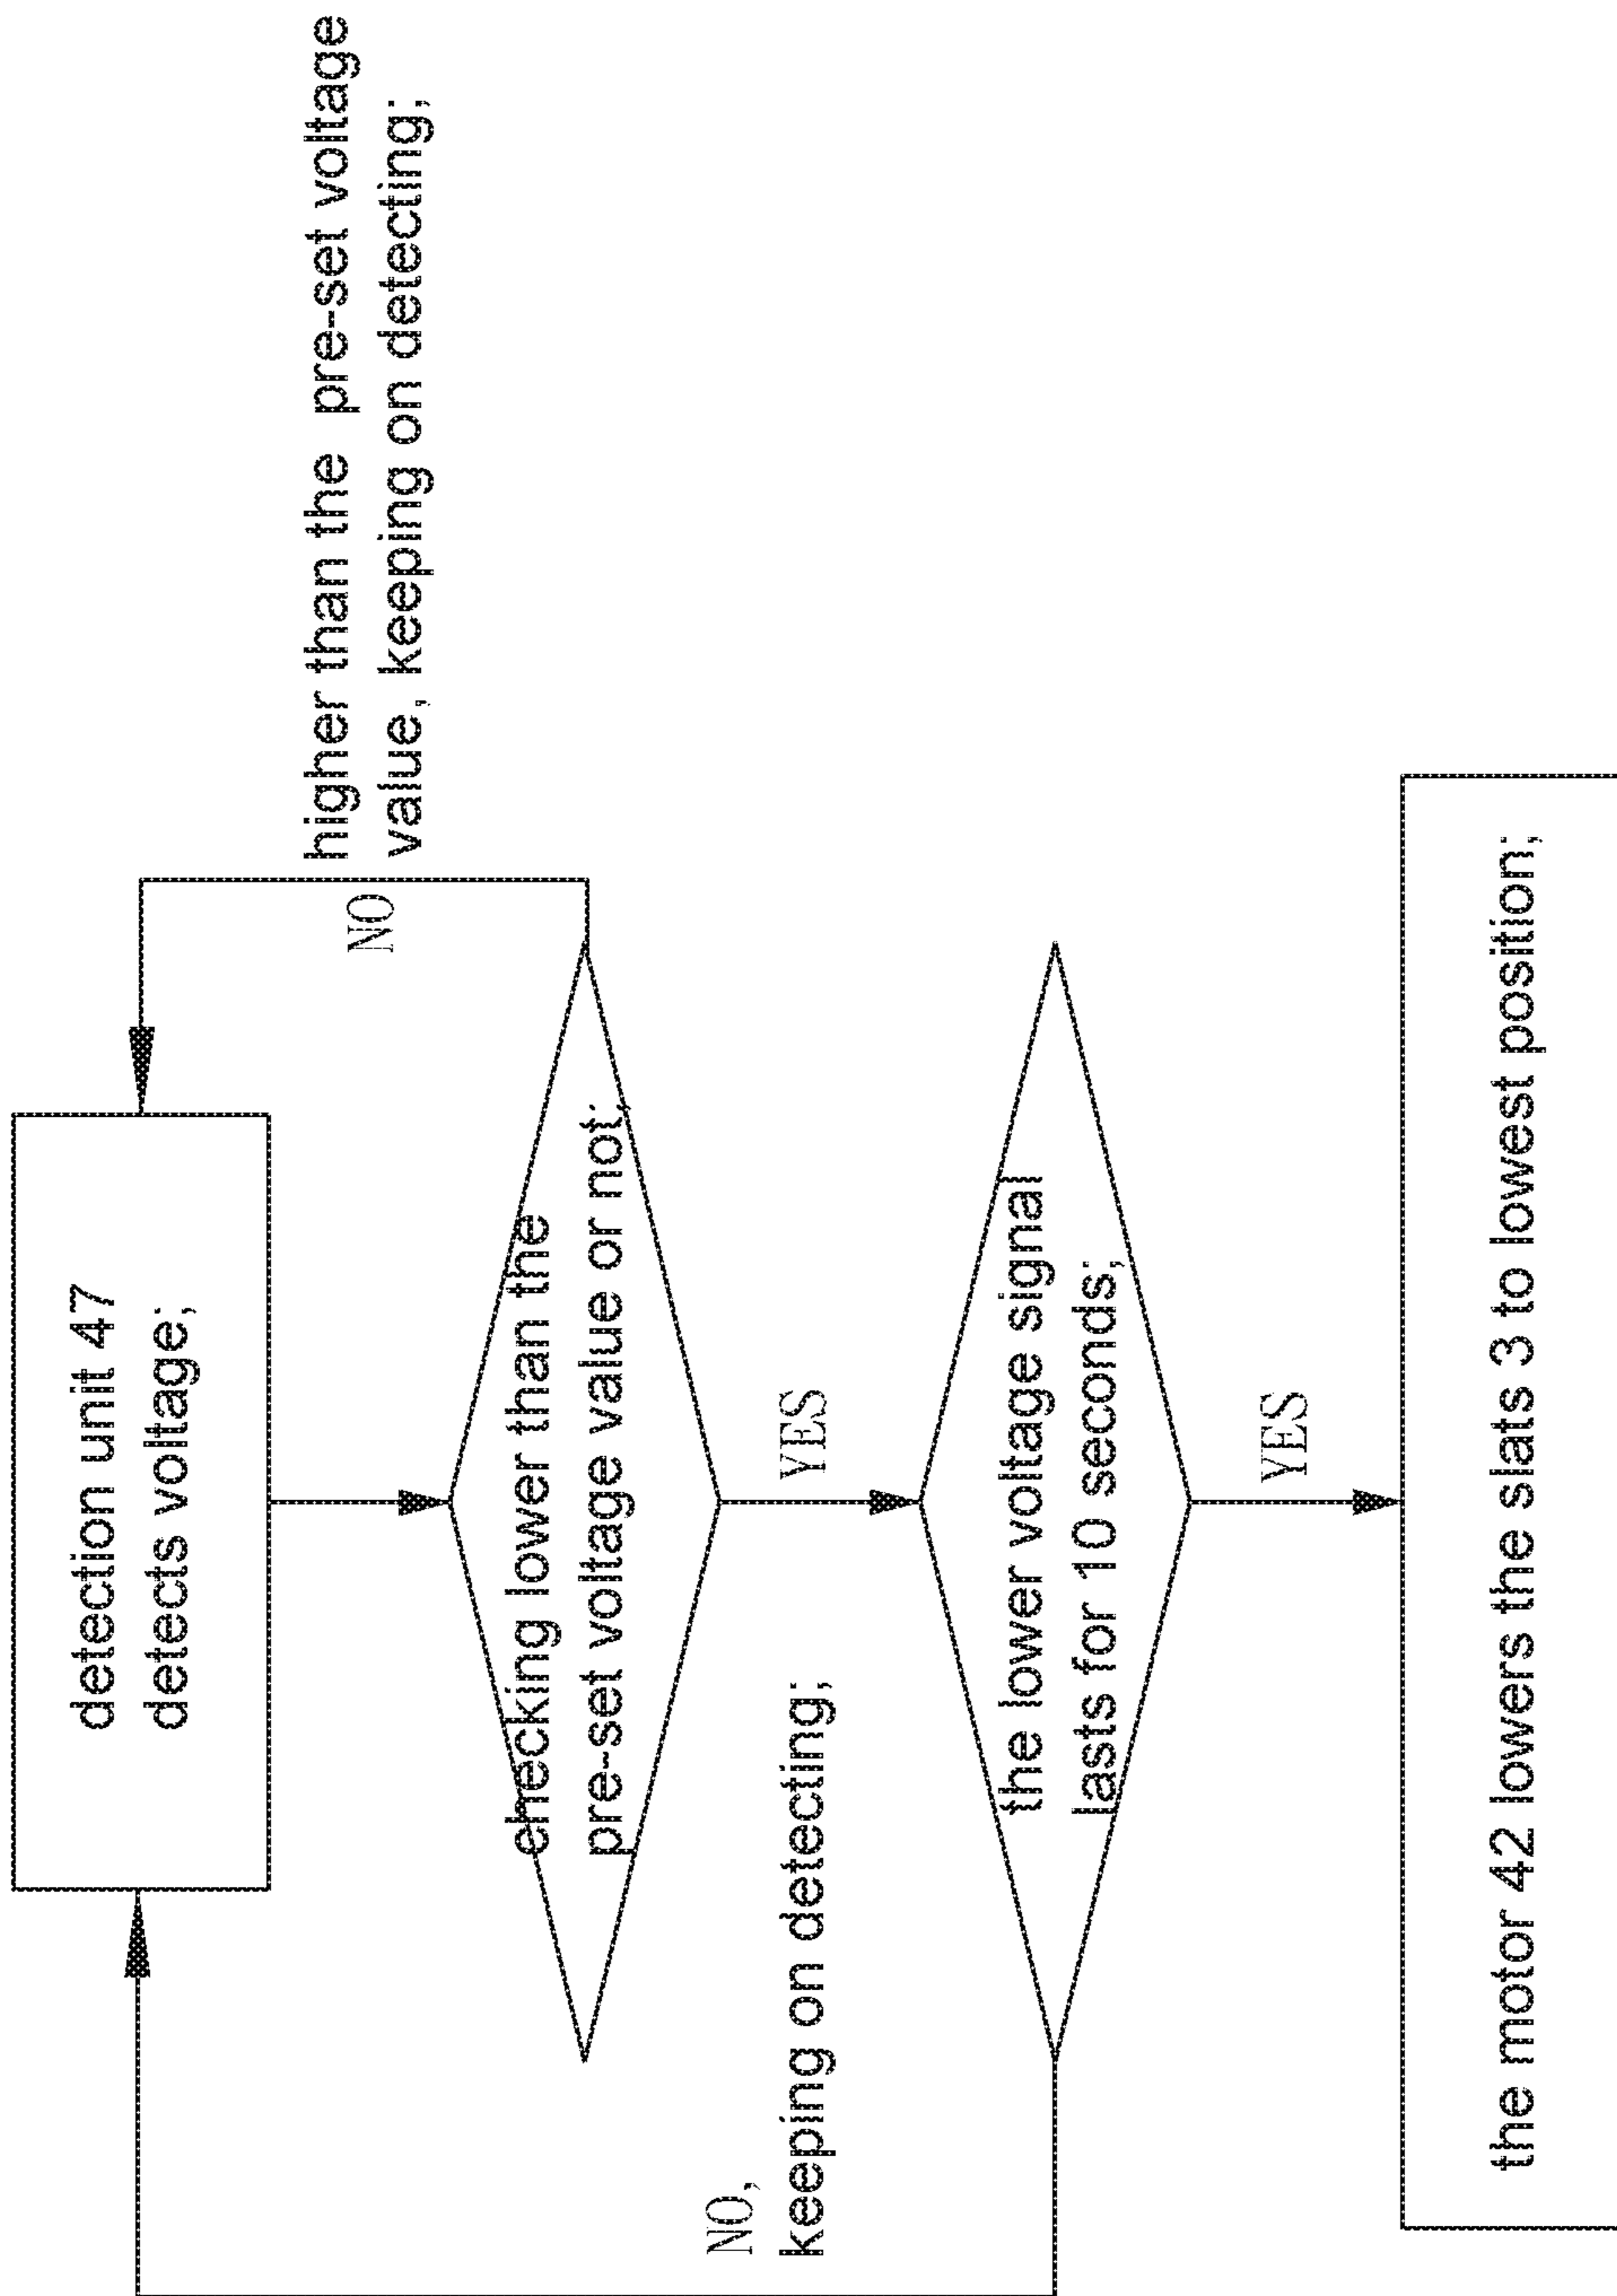 detection unit 47
detects voltage;
NO
higher than the pre-set voltage
value, keeping on detecting;
checking lower than the
pre-set voltage value or not;
YES
NO,
keeping on detecting;
the lower voltage signal
lasts for 10 seconds;
YES
the motor 42 lowers the slats 3 to lowest position;